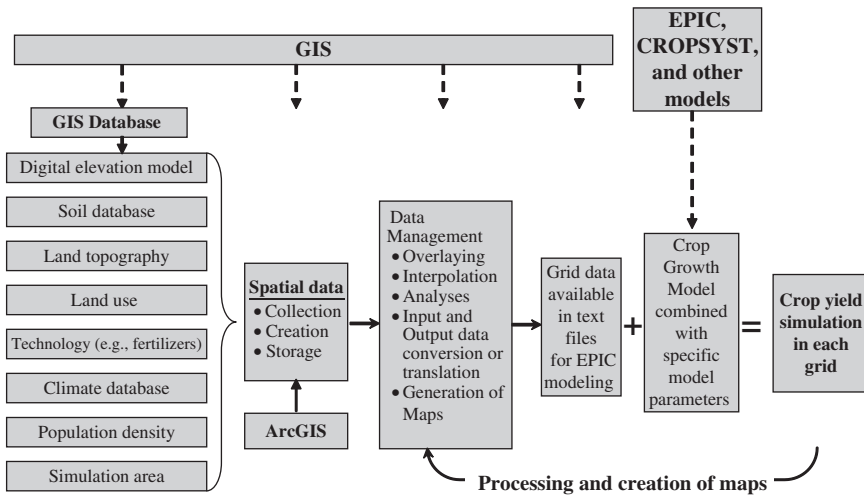 GIS
EPIC,
CROPSYST,
and other
models
GIS Database
Digital elevation model
Soil database
Land topography
Land use
Technology (e.g., fertilizers)
Climate database
Population density
Simulation area
Spatial data
• Collection
• Creation
• Storage
ArcGIS
Data
Management
• Overlaying
• Interpolation
• Analyses
• Input and
Output data
conversion or
translation
• Generation of
Maps
Grid data
available
in text
files
for EPIC
modeling
+
Crop
Growth
Model
combined
with
specific
model
parameters
=
Crop yield
simulation
in each
grid
Processing and creation of maps